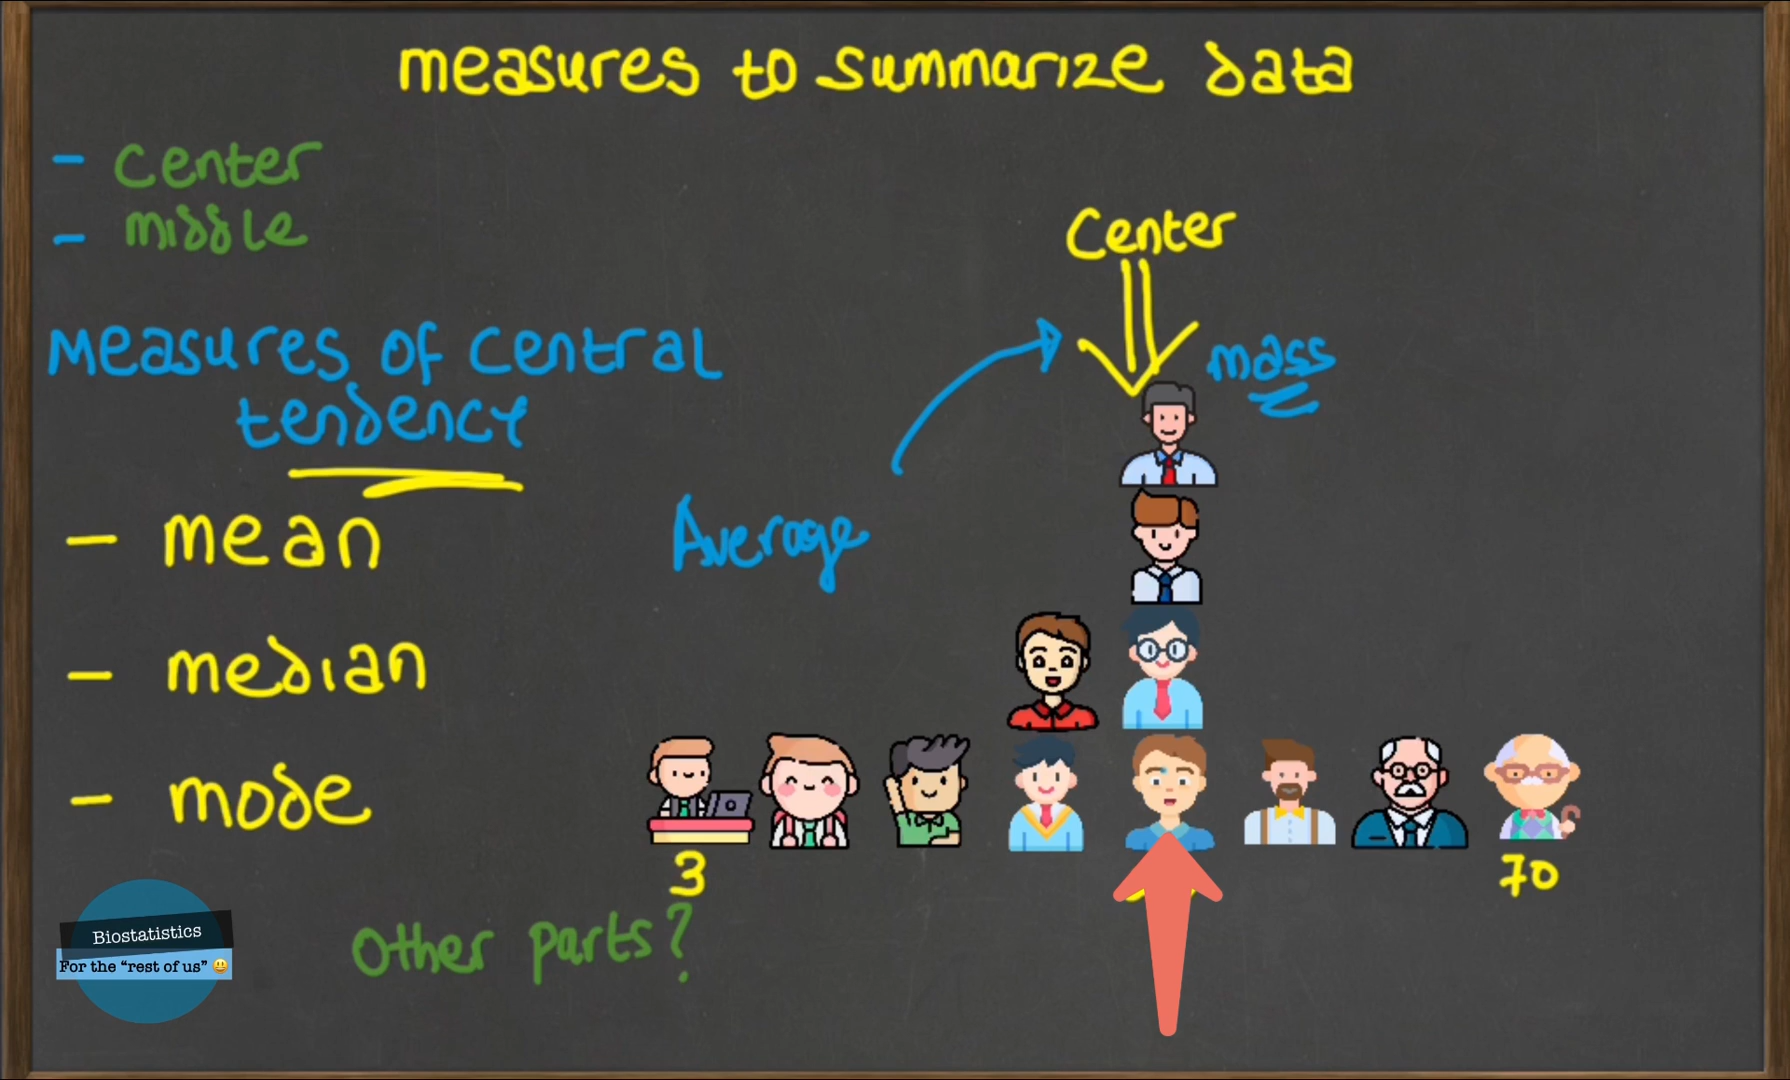 measures to summarize data
- Center
- middle
Center
Measures of Central
tendency
mass
- mean
Average
- median
- mode
3
70
Other parts?
Biostatistics
For the "rest of us" 😃